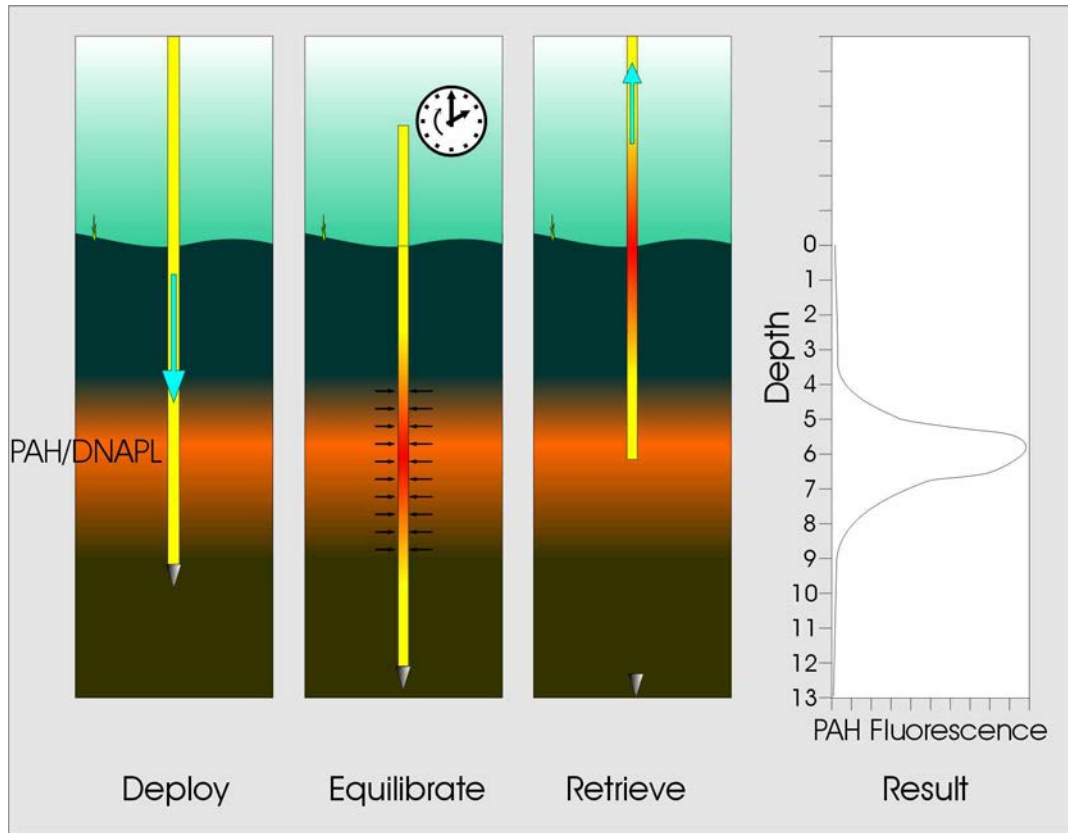 PAH/DNAPL
Depth
0
1
2
3
4
5
6
7
8
9
10
11
12
13
PAH Fluorescence
Deploy
Equilibrate
Retrieve
Result